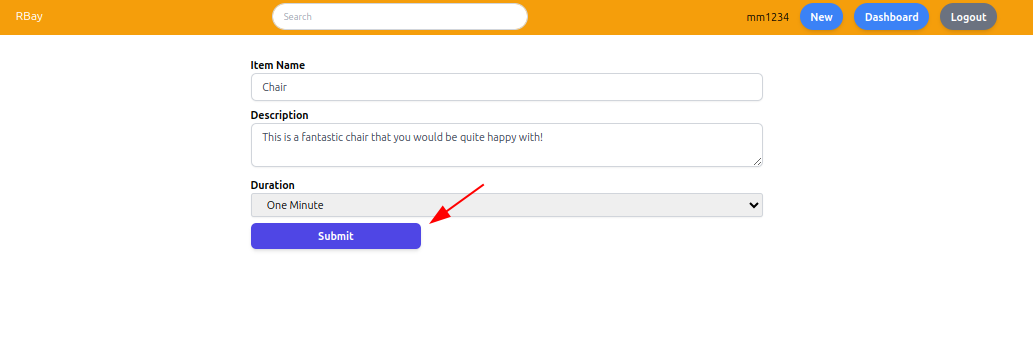 RBay
Search
mm1234
New
Dashboard
Logout
Item Name
Chair
Description
This is a fantastic chair that you would be quite happy with!
Duration
One Minute
Submit